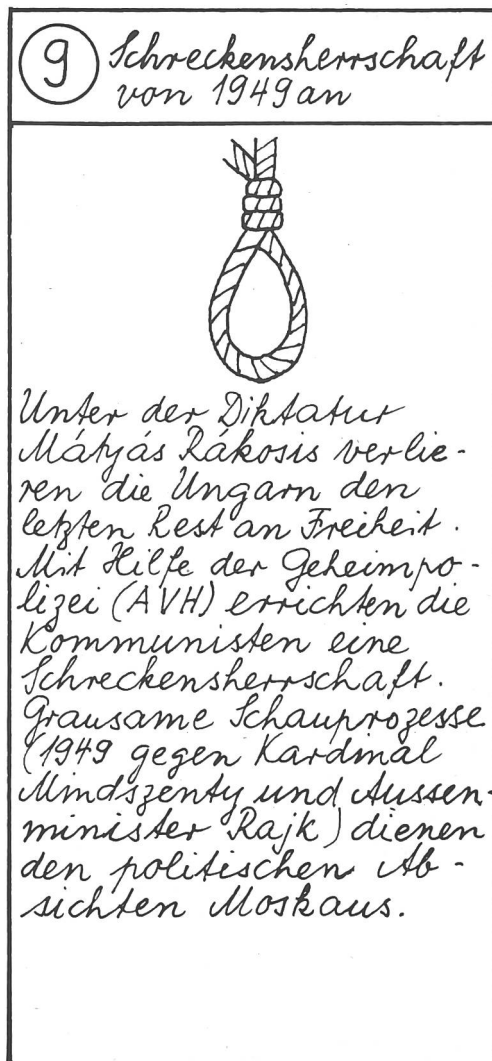 9 Schreckensherrschaft
von 1949 an
Unter der Diktatur
Mátyás Rákosis verlie-
ren die Ungarn den
letzten Rest an Freiheit.
Mit Hilfe der Geheimpo-
lizei (AVH) errichten die
Kommunisten eine
Schreckensherrschaft.
Grausame Schauprozesse
(1949 gegen Kardinal
Mindszenty und Aussen-
minister Rajk) dienen
den politischen Ab-
sichten Moskaus.